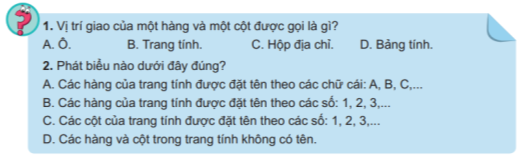 1. Vị trí giao của một hàng và một cột được gọi là gì?
A. Ô. B. Trang tính. C. Hộp địa chỉ. D. Bảng tính.
2. Phát biểu nào dưới đây đúng?
A. Các hàng của trang tính được đặt tên theo các chữ cái: A, B, C,...
B. Các hàng của trang tính được đặt tên theo các số: 1, 2, 3,...
C. Các cột của trang tính được đặt tên theo các số: 1, 2, 3,...
D. Các hàng và cột trong trang tính không có tên.